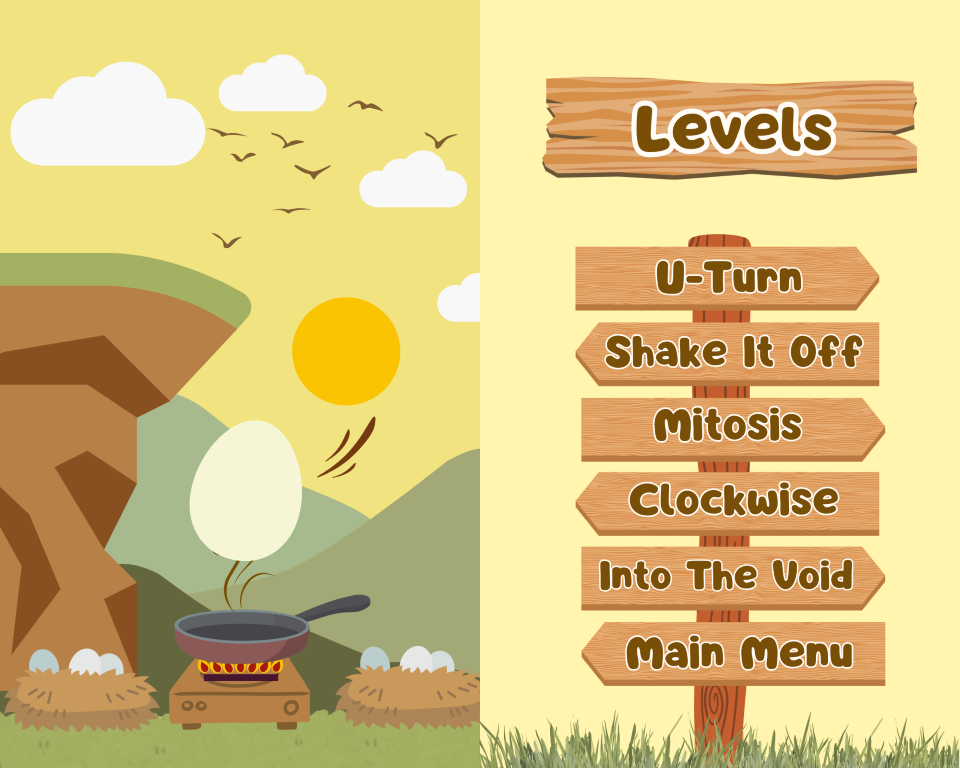 Levels
U-Turn
Shake It Off
Mitosis
Clockwise
Into The Void
Main Menu